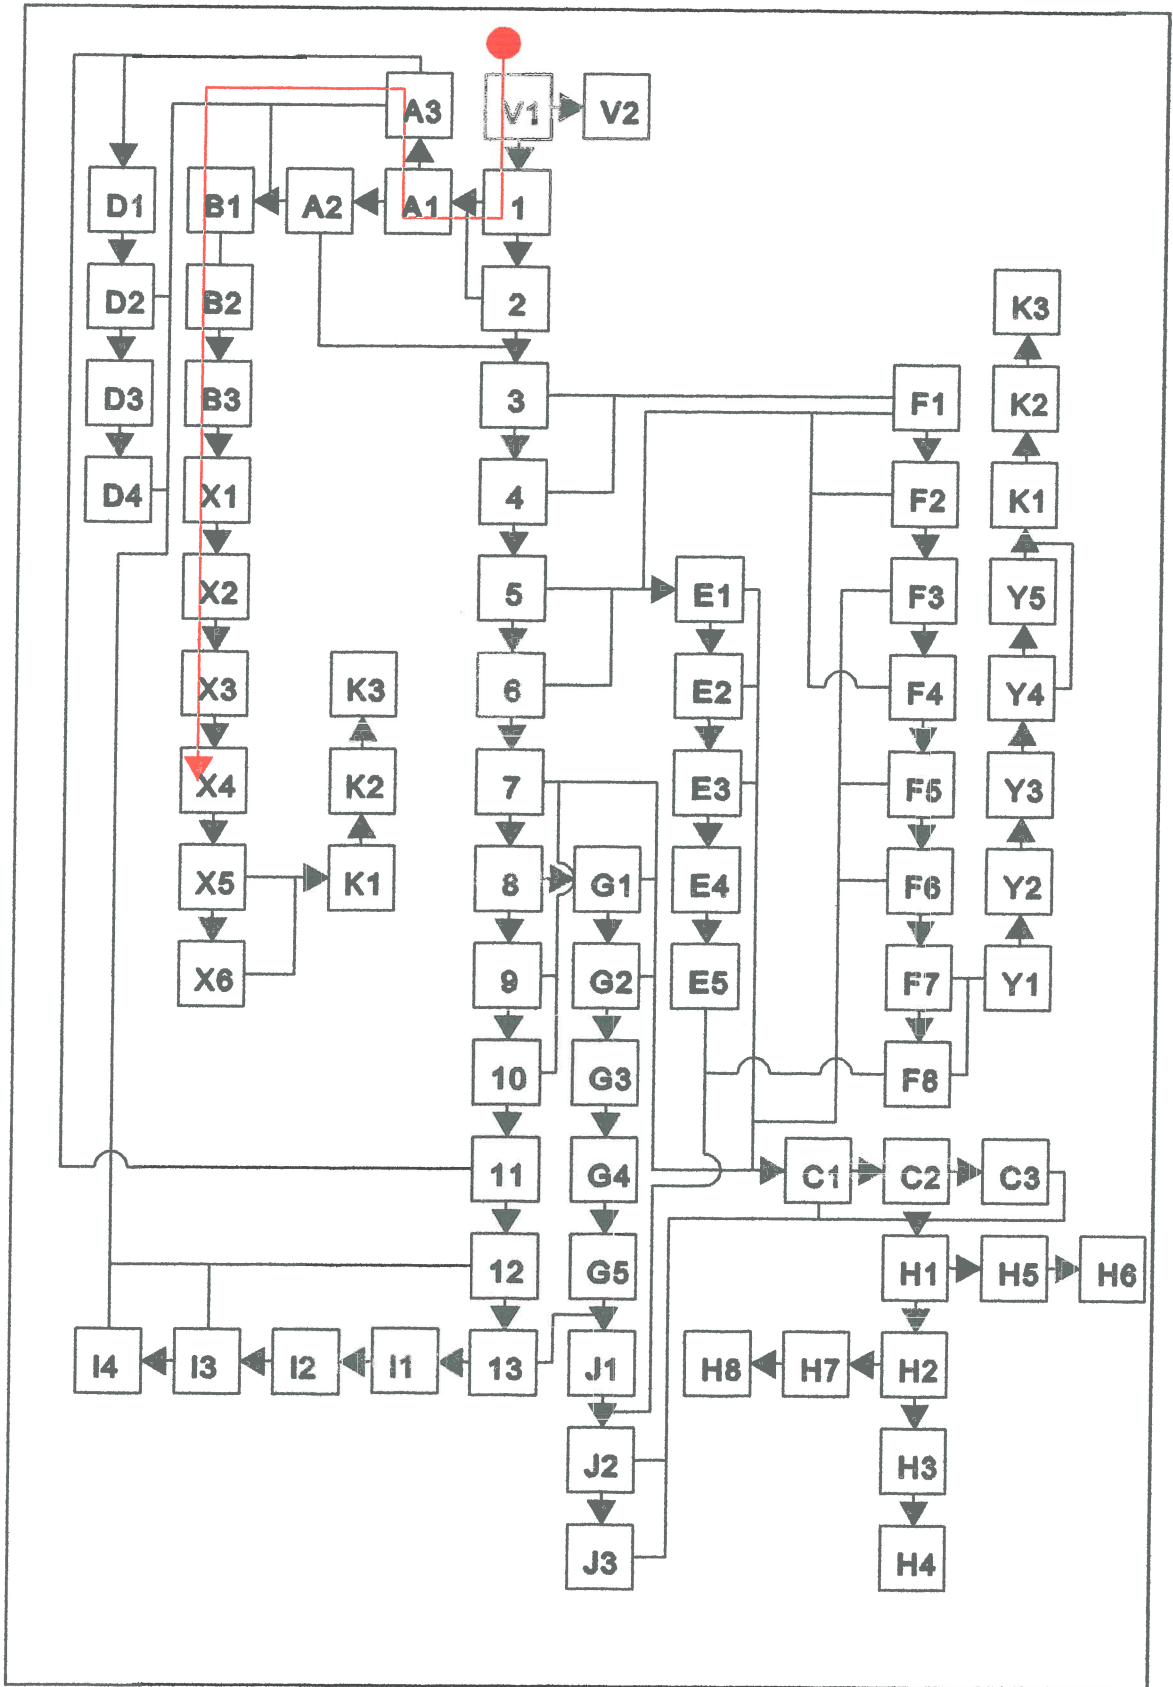 A3 V1 V2
D1 B1 A2 A1 1
D2 B2 2 K3
D3 B3 3 F1 K2
D4 X1 4 F2 K1
X2 5 E1 F3 Y5
X3 K3 6 E2 F4 Y4
X4 K2 7 E3 F5 Y3
X5 K1 8 G1 E4 F6 Y2
X6 9 G2 E5 F7 Y1
10 G3 F8
11 G4 C1 C2 C3
12 G5 H1 H5 H6
I4 I3 I2 I1 13 J1 H8 H7 H2
J2 H3
J3 H4